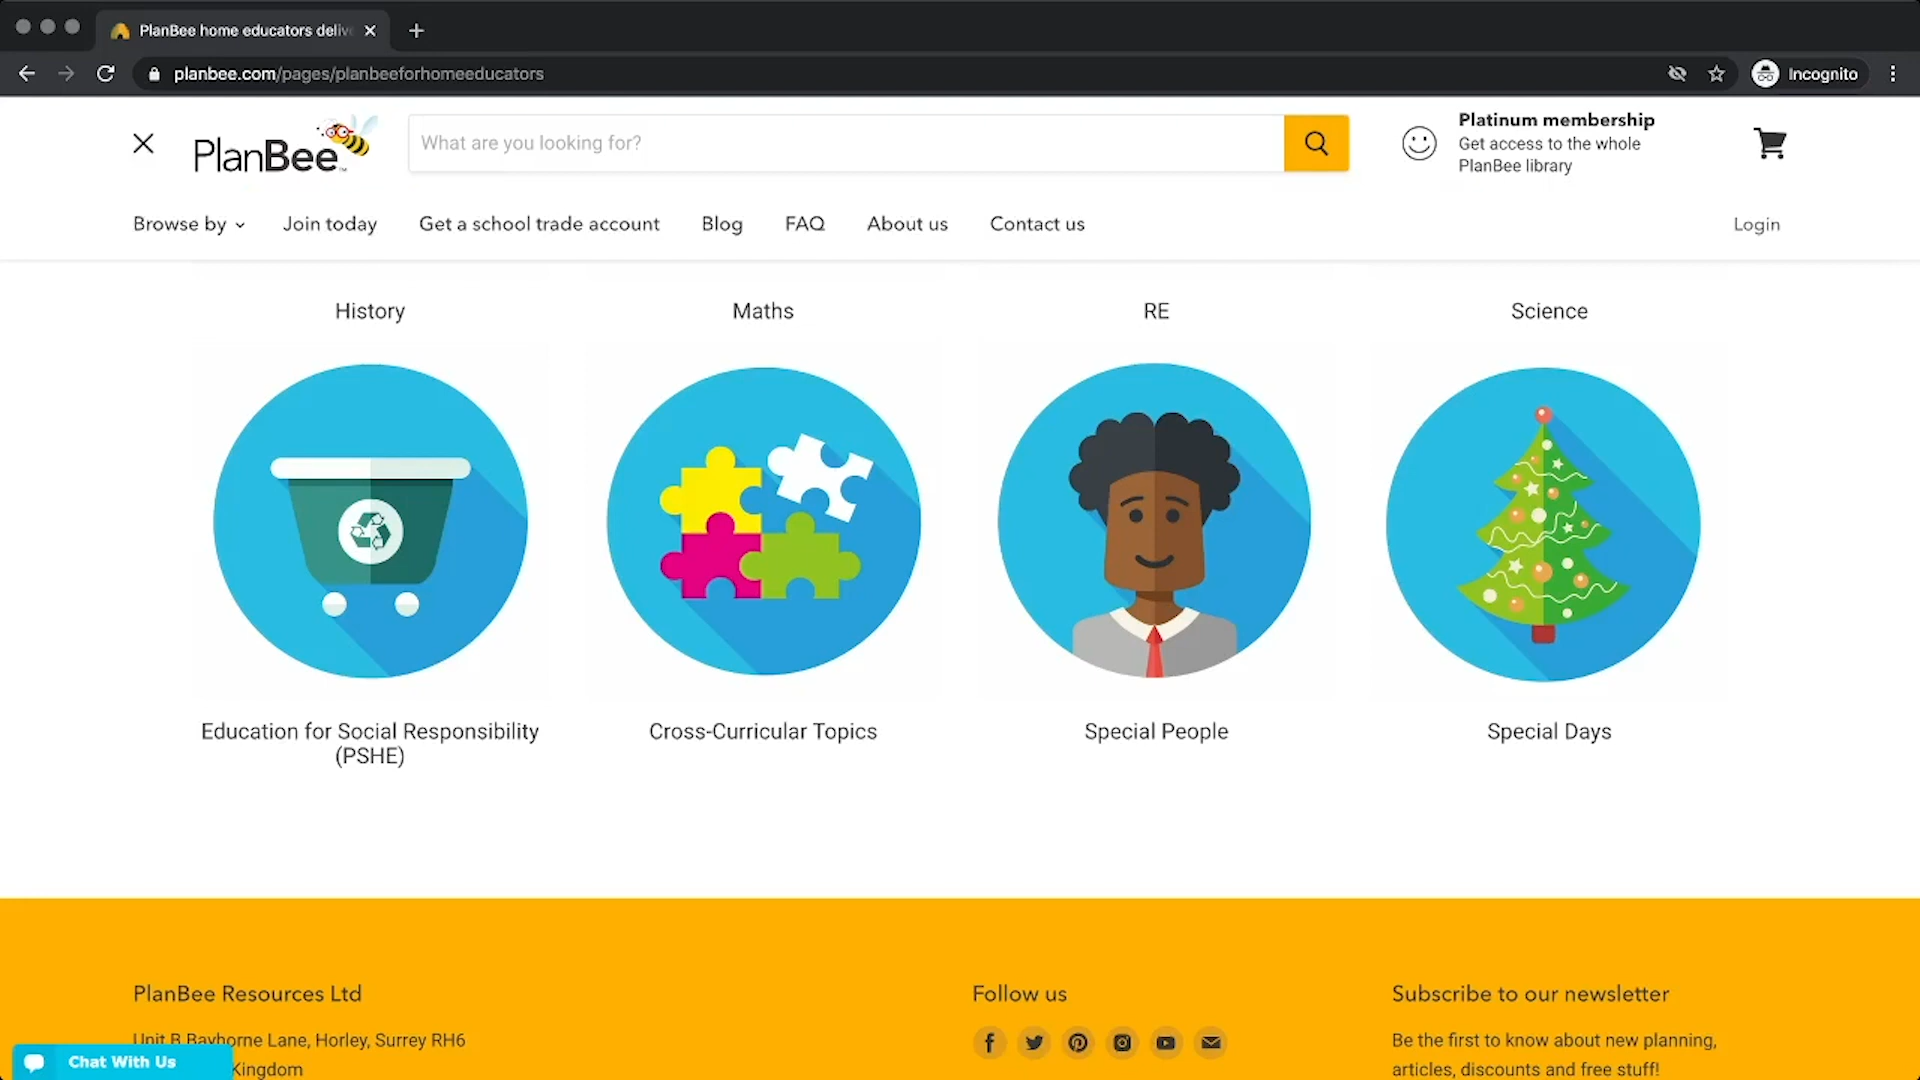 PlanBee home educators deliv
planbee.com/pages/planbeeforhomeeducators
Incognito
PlanBee™
What are you looking for?
Platinum membership
Get access to the whole
PlanBee library
Browse by
Join today
Get a school trade account
Blog
FAQ
About us
Contact us
Login
History
Maths
RE
Science
Education for Social Responsibility
(PSHE)
Cross-Curricular Topics
Special People
Special Days
PlanBee Resources Ltd
Unit B Bayhorne Lane, Horley, Surrey RH6
Kingdom
Chat With Us
Follow us
Subscribe to our newsletter
Be the first to know about new planning,
articles, discounts and free stuff!